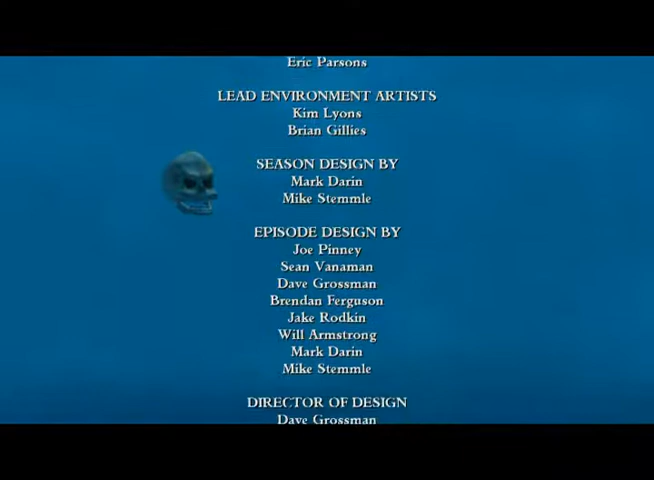 Eric Parsons
LEAD ENVIRONMENT ARTISTS
Kim Lyons
Brian Gillies
SEASON DESIGN BY
Mark Darin
Mike Stemmle
EPISODE DESIGN BY
Joe Pinney
Sean Vanaman
Dave Grossman
Brendan Ferguson
Jake Rodkin
Will Armstrong
Mark Darin
Mike Stemmle
DIRECTOR OF DESIGN
Dave Grossman